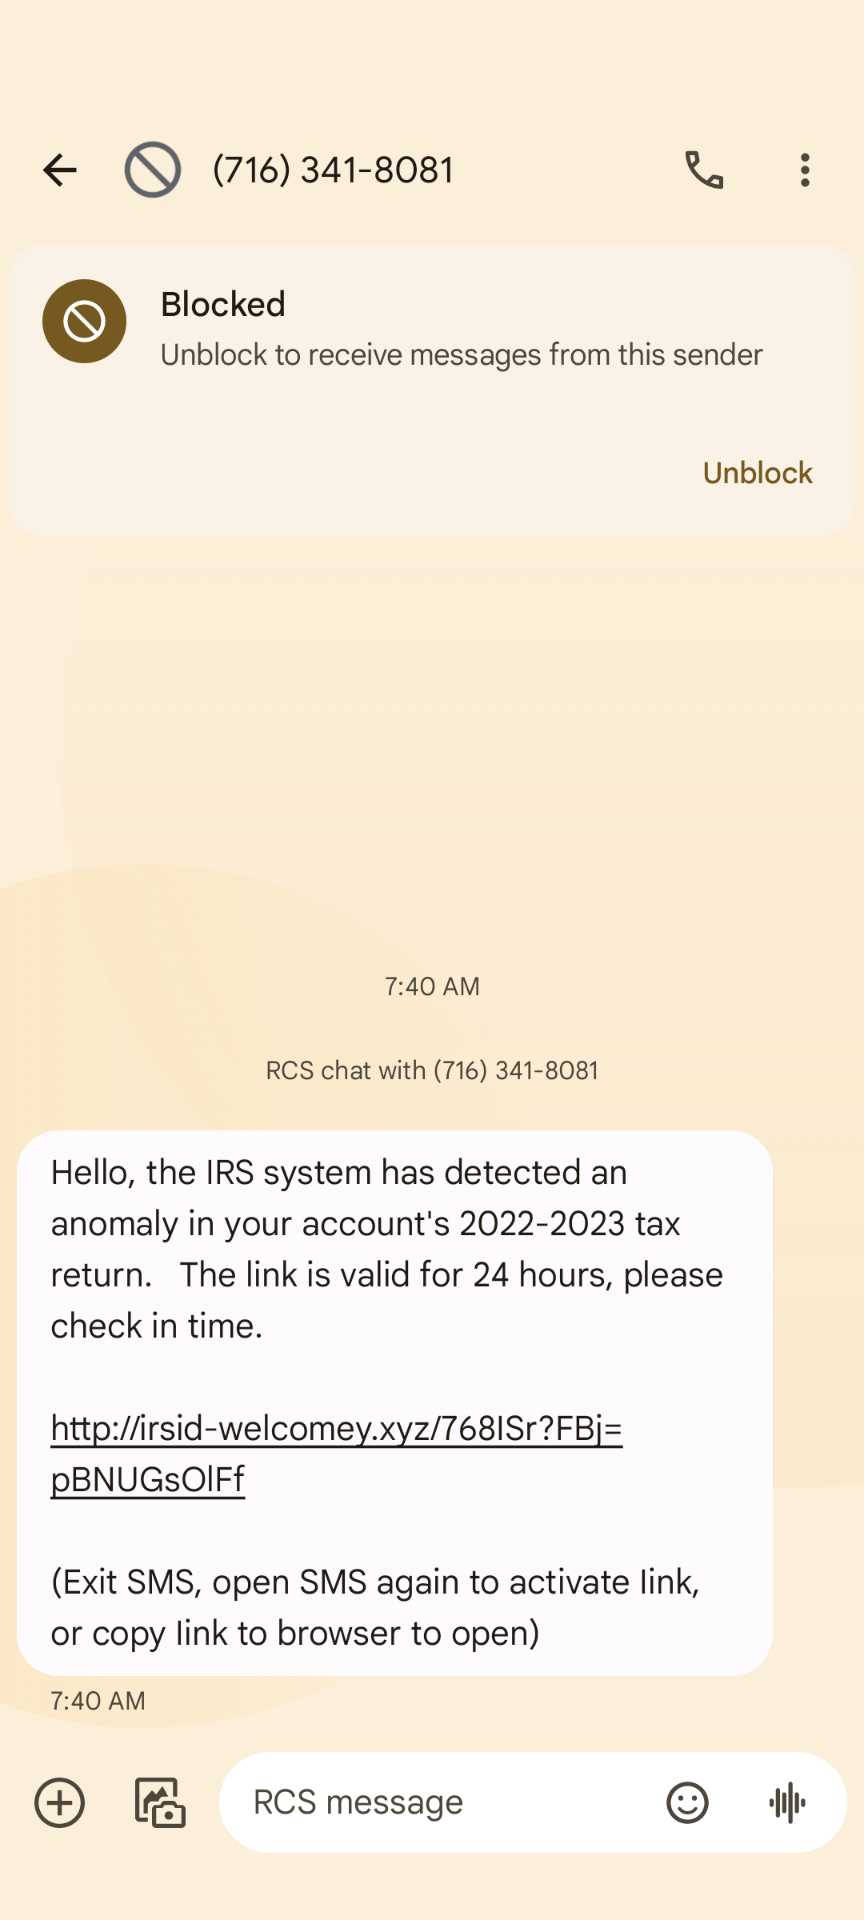 (716) 341-8081
Blocked
Unblock to receive messages from this sender
Unblock
7:40 AM
RCS chat with (716) 341-8081
Hello, the IRS system has detected an
anomaly in your account's 2022-2023 tax
return.   The link is valid for 24 hours, please
check in time.
http://irsid-welcomey.xyz/768ISr?FBj=
pBNUGsOlFf
(Exit SMS, open SMS again to activate link,
or copy link to browser to open)
7:40 AM
RCS message